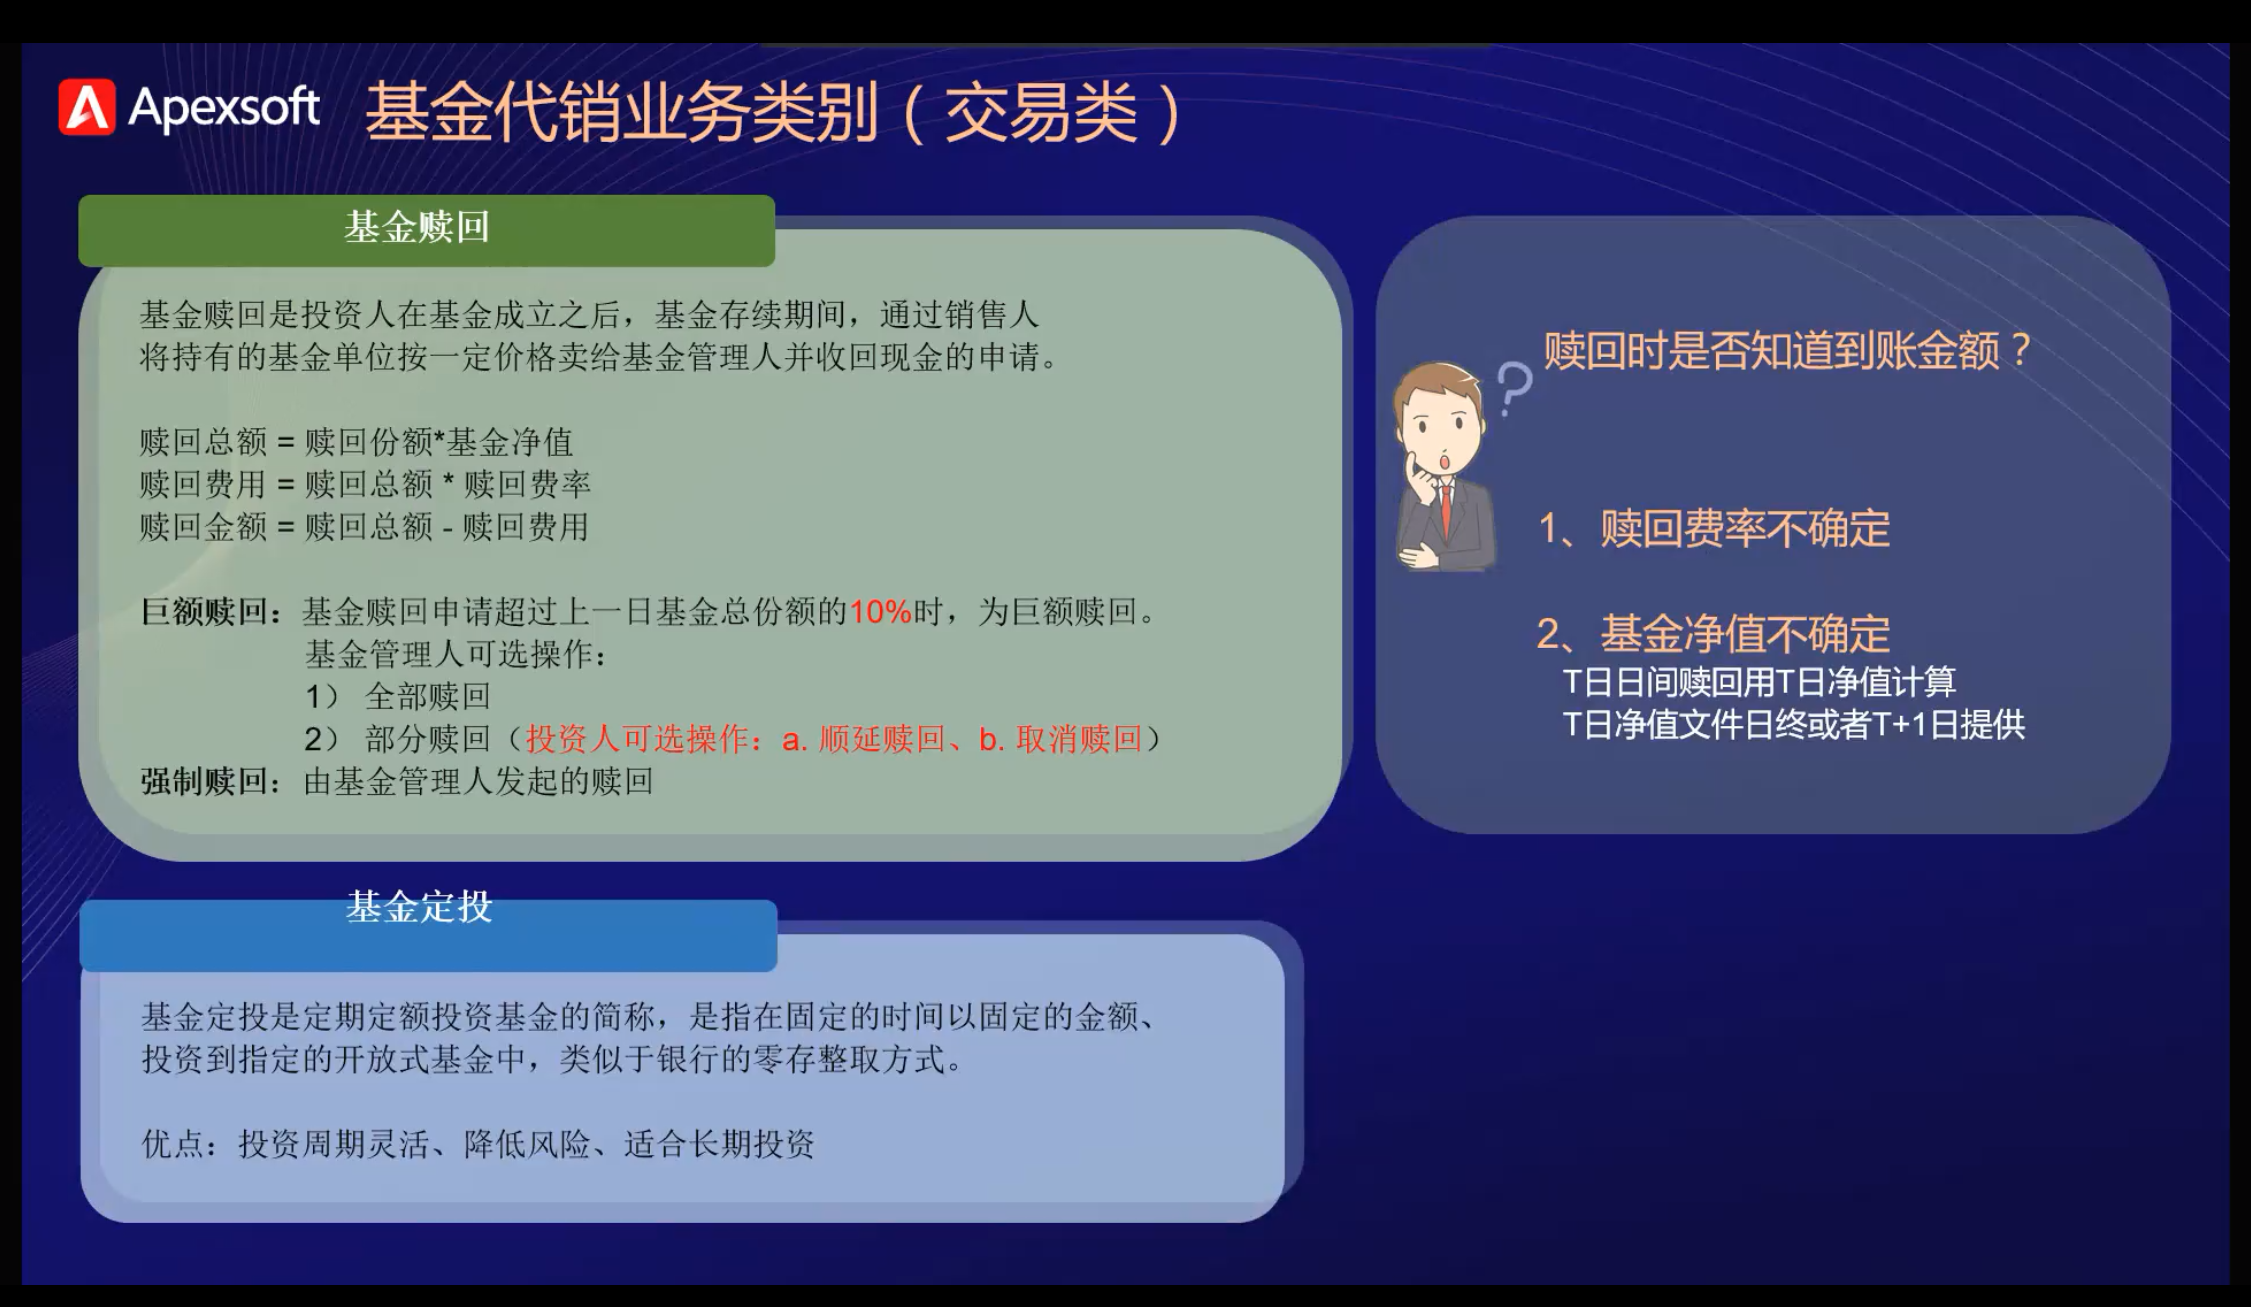 Apexsoft
基金代销业务类别（交易类）
基金赎回
基金赎回是投资人在基金成立之后，基金存续期间，通过销售人
将持有的基金单位按一定价格卖给基金管理人并收回现金的申请。
赎回总额 = 赎回份额*基金净值
赎回费用 = 赎回总额 * 赎回费率
赎回金额 = 赎回总额 - 赎回费用
巨额赎回：基金赎回申请超过上一日基金总份额的10%时，为巨额赎回。
基金管理人可选操作：
1） 全部赎回
2） 部分赎回（投资人可选操作：a. 顺延赎回、b. 取消赎回）
强制赎回：由基金管理人发起的赎回
赎回时是否知道到账金额？
?
1、赎回费率不确定
2、基金净值不确定
T日日间赎回用T日净值计算
T日净值文件日终或者T+1日提供
基金定投
基金定投是定期定额投资基金的简称，是指在固定的时间以固定的金额、
投资到指定的开放式基金中，类似于银行的零存整取方式。
优点：投资周期灵活、降低风险、适合长期投资